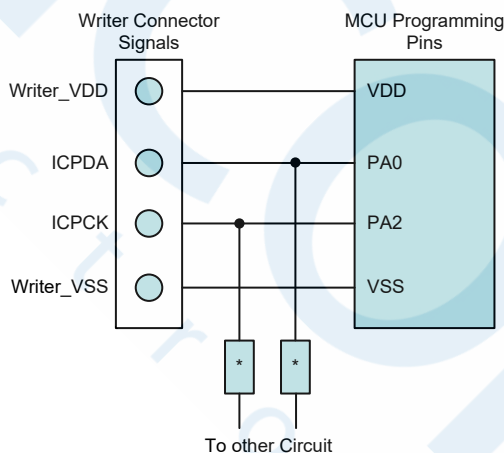 Writer Connector
Signals
MCU Programming
Pins
Writer_VDD
VDD
ICPDA
PA0
ICPCK
PA2
Writer_VSS
VSS
*
*
To other Circuit